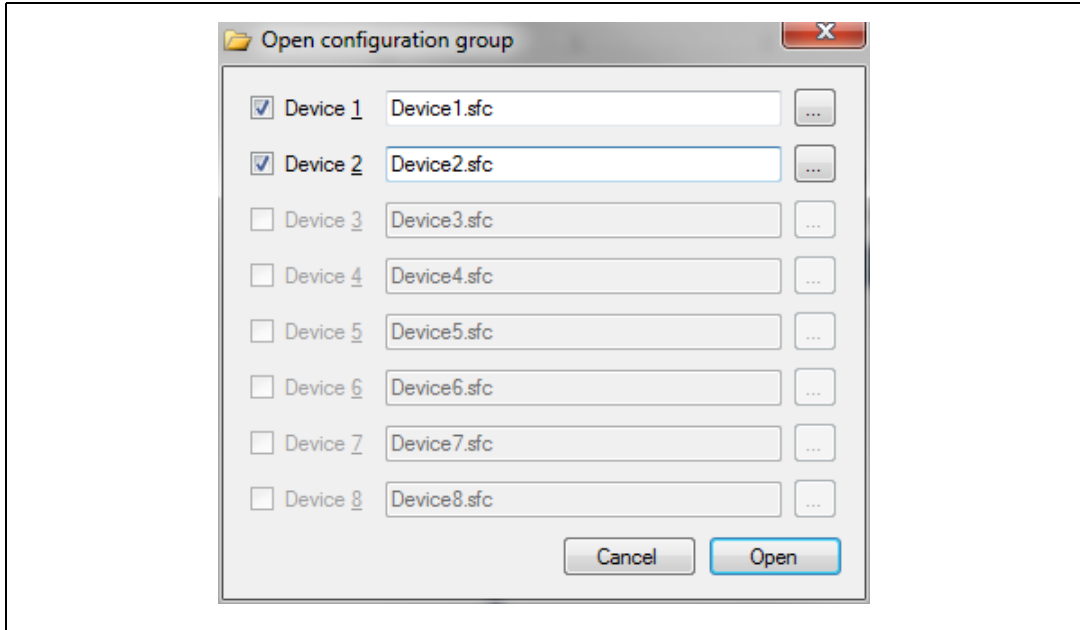 Open configuration group
Device 1 Device1.sfc ...
Device 2 Device2.sfc ...
Device 3 Device3.sfc ...
Device 4 Device4.sfc ...
Device 5 Device5.sfc ...
Device 6 Device6.sfc ...
Device 7 Device7.sfc ...
Device 8 Device8.sfc ...
Cancel Open